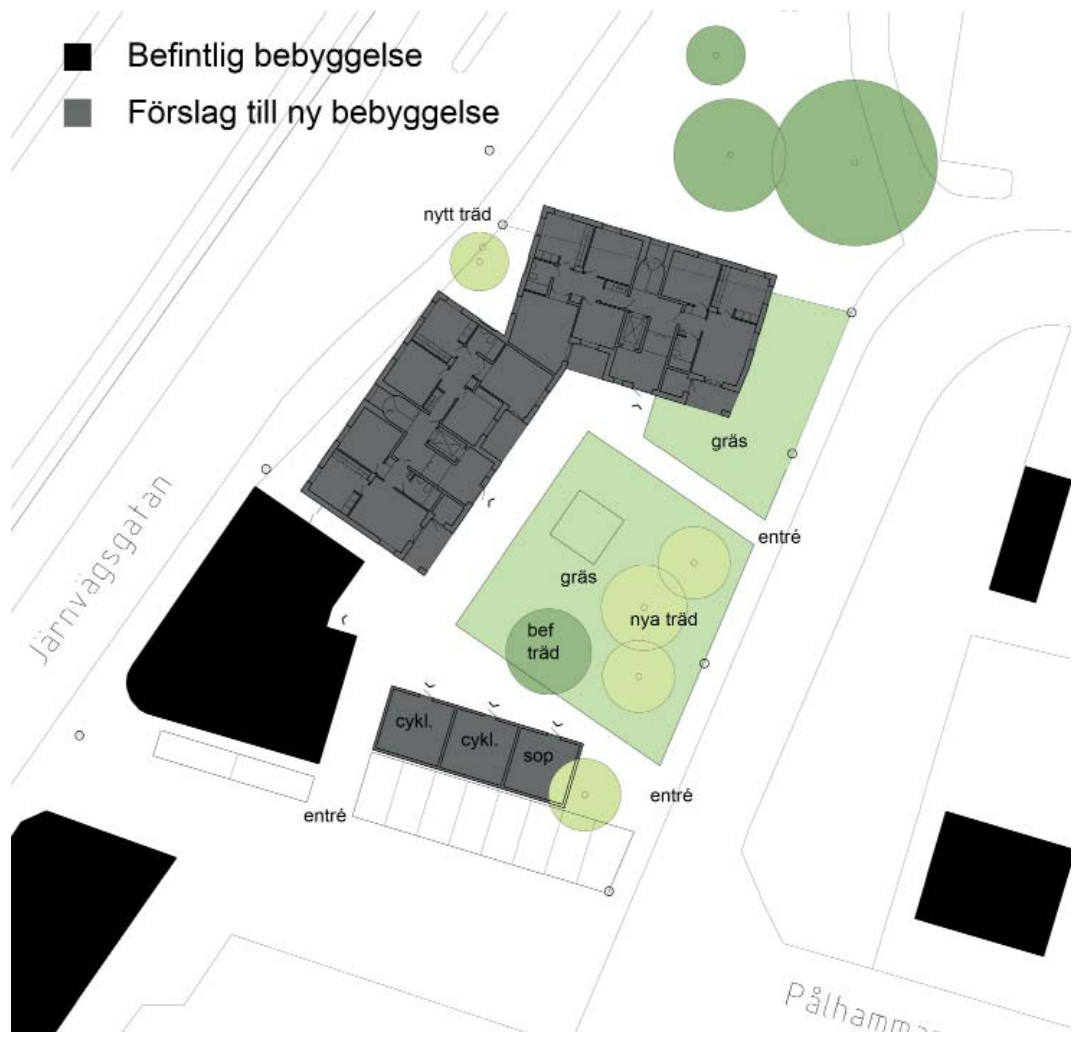 Befintlig bebyggelse
Förslag till ny bebyggelse
nytt träd
gräs
entré
gräs
nya träd
bef
träd
Järnvägsgatan
cykl.
cykl.
sop
entré
entré
Pålhamma